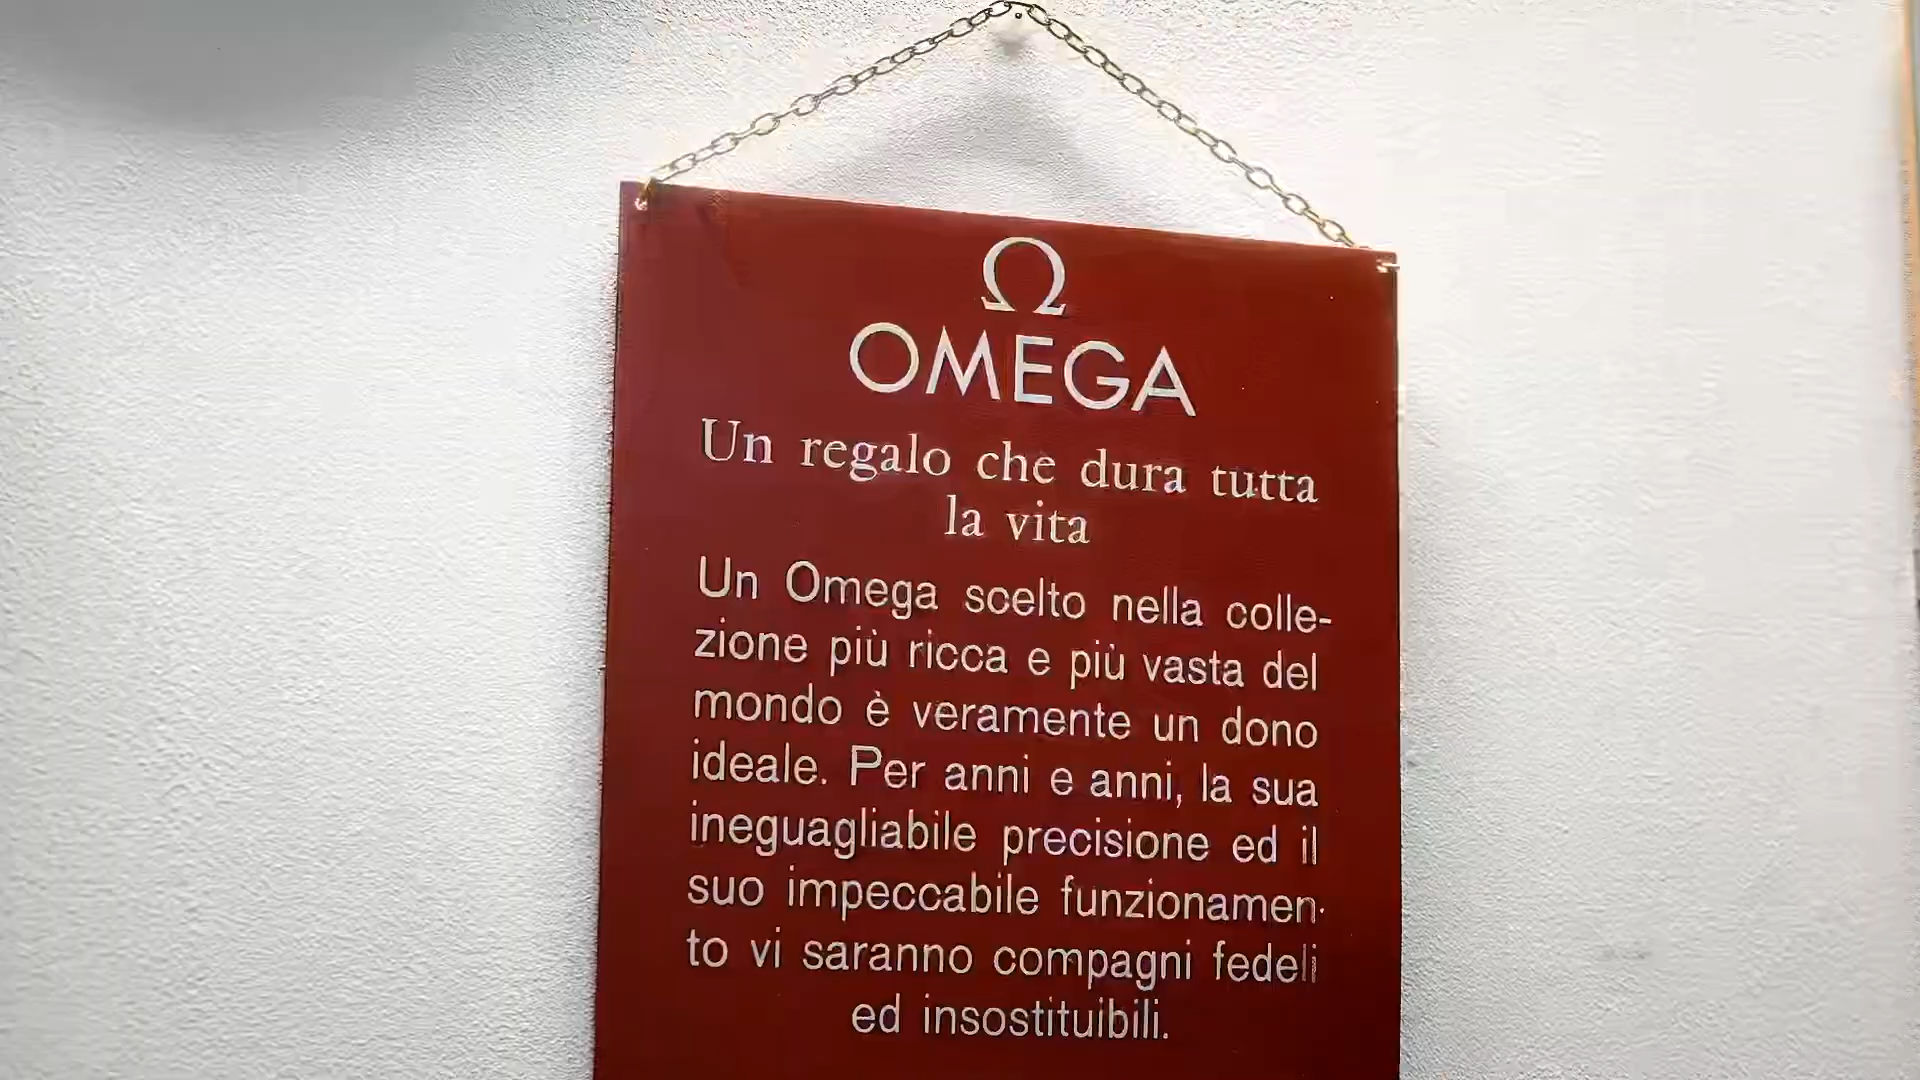 Ω
OMEGA
Un regalo che dura tutta
la vita
Un Omega scelto nella colle-
zione più ricca e più vasta del
mondo è veramente un dono
ideale. Per anni e anni, la sua
ineguagliabile precisione ed il
suo impeccabile funzionamen-
to vi saranno compagni fedeli
ed insostituibili.